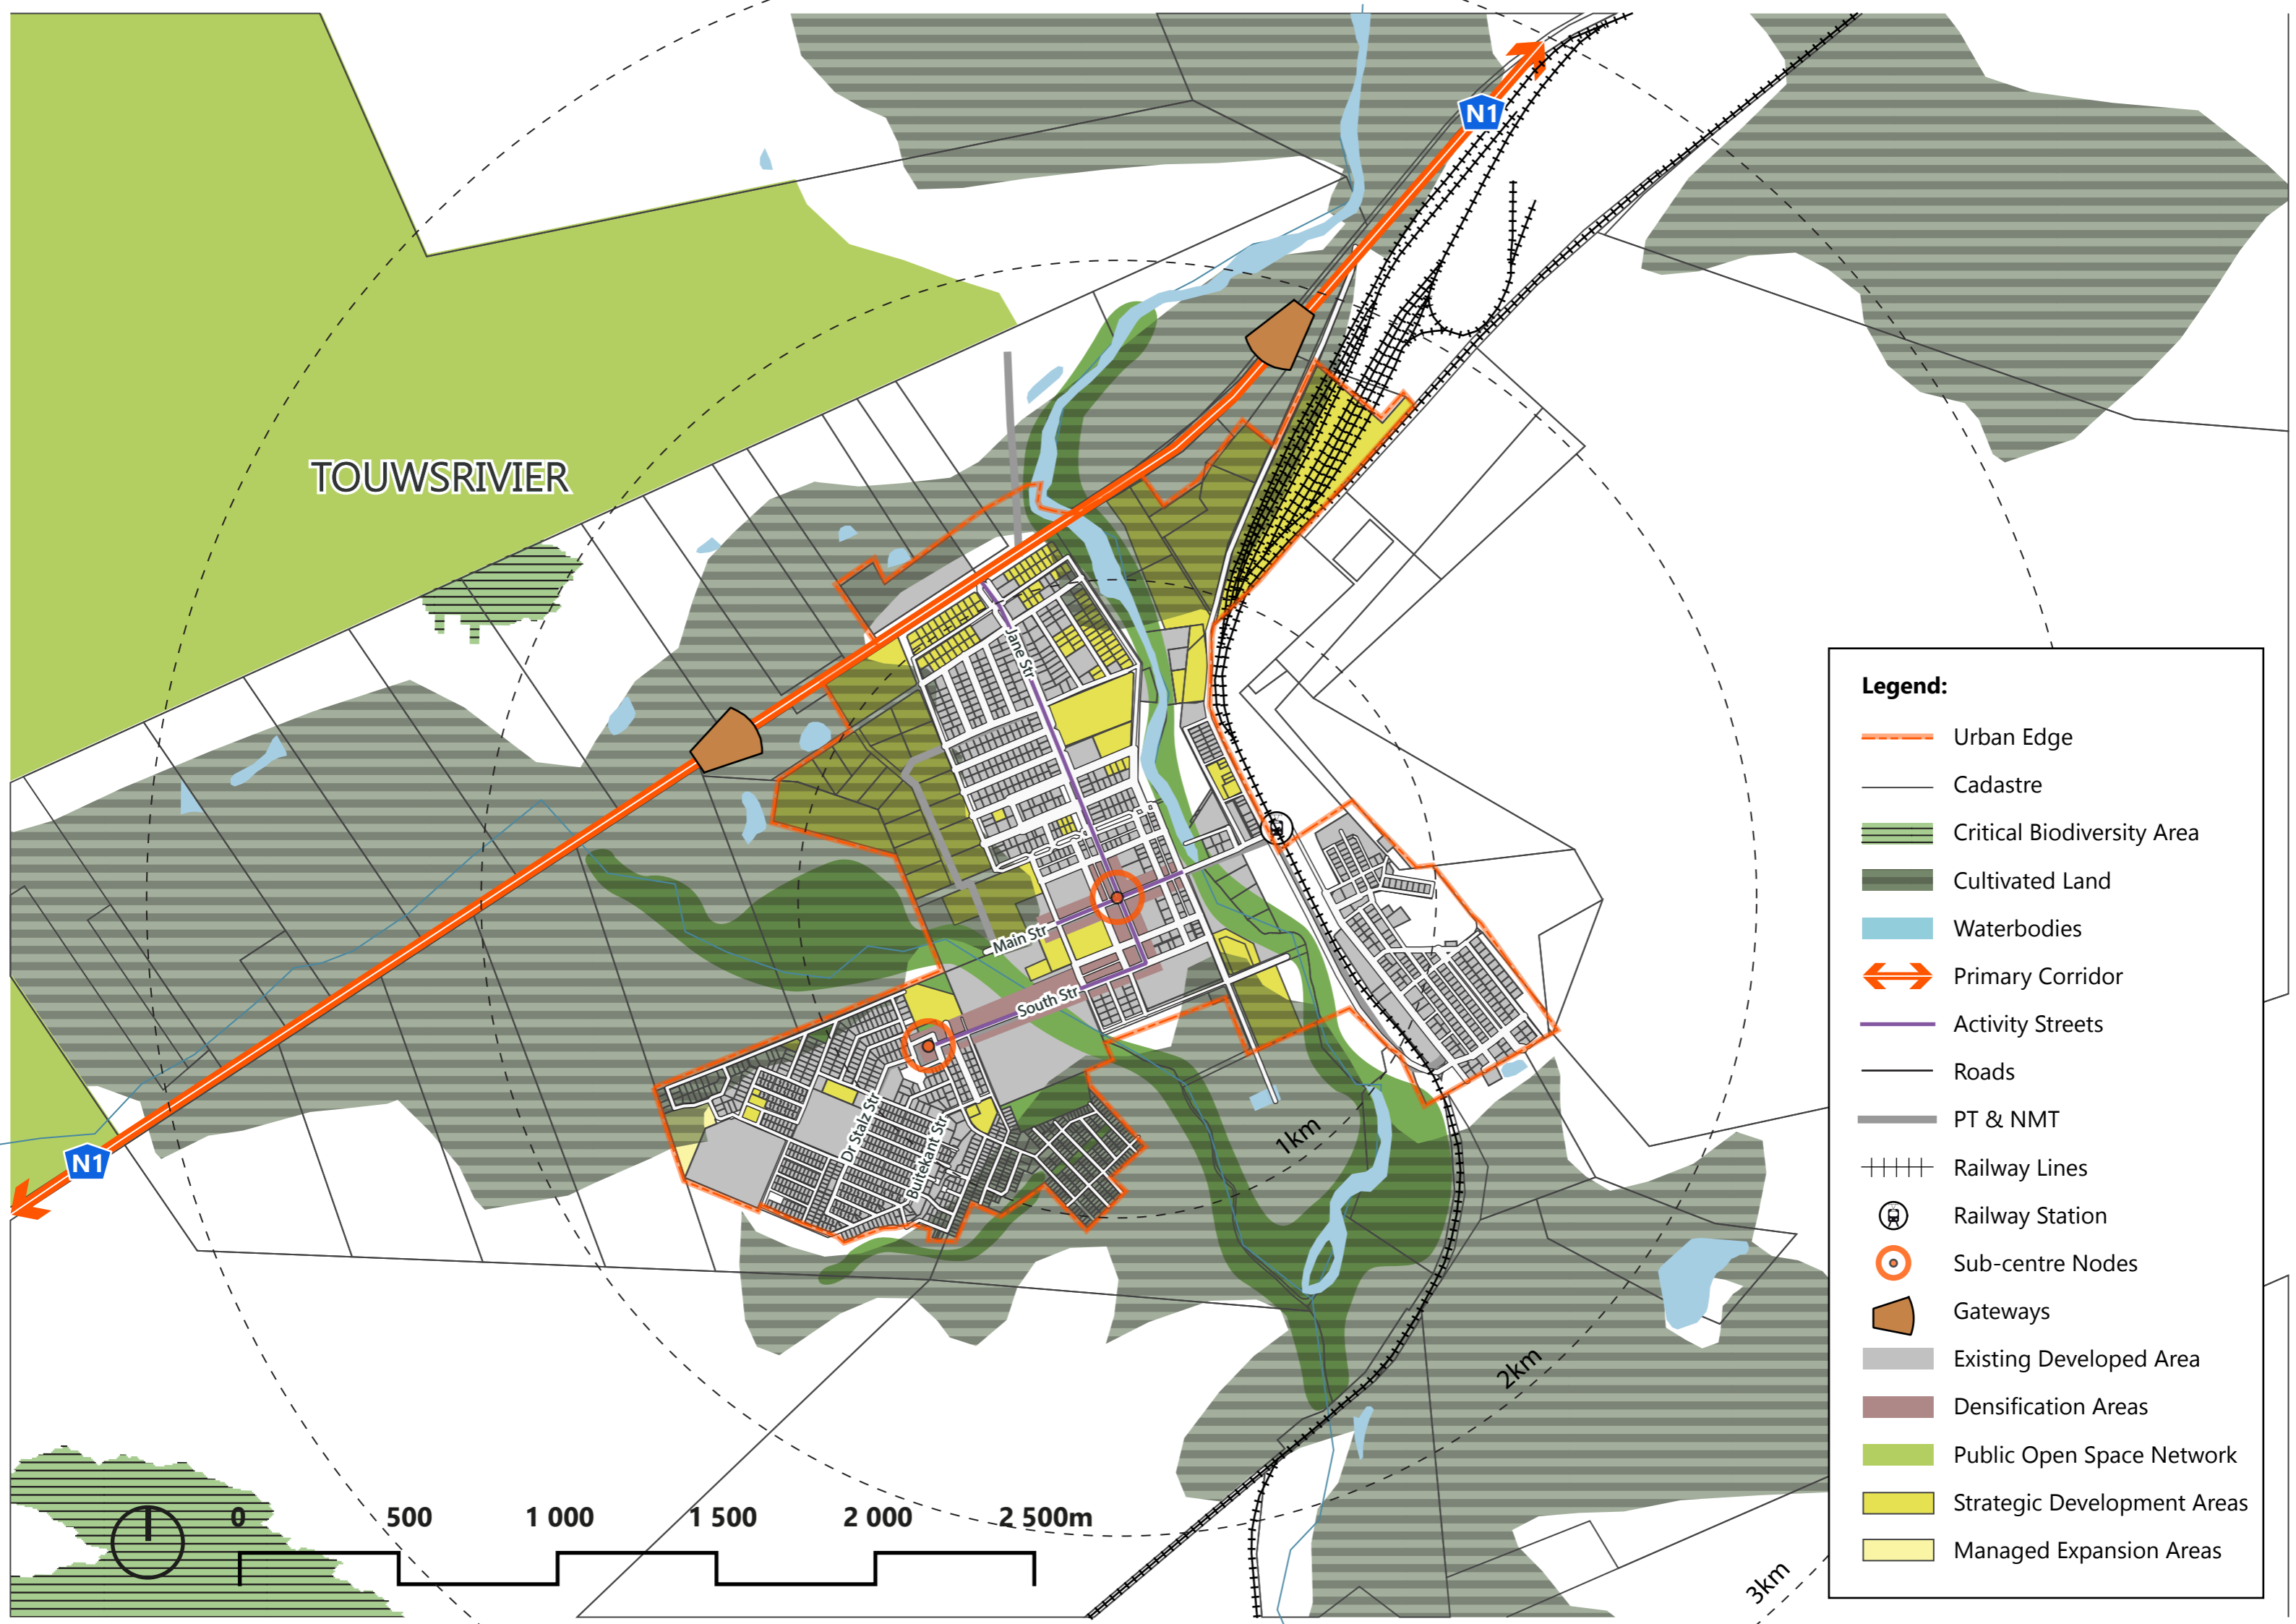 N1
TOUWSRIVIER
Jane Str
Main Str
South Str
Dr Stalz Str
Buitekant Str
N1
1km
2km
3km
0 500 1 000 1 500 2 000 2 500m
Legend:
Urban Edge
Cadastre
Critical Biodiversity Area
Cultivated Land
Waterbodies
Primary Corridor
Activity Streets
Roads
PT & NMT
Railway Lines
Railway Station
Sub-centre Nodes
Gateways
Existing Developed Area
Densification Areas
Public Open Space Network
Strategic Development Areas
Managed Expansion Areas